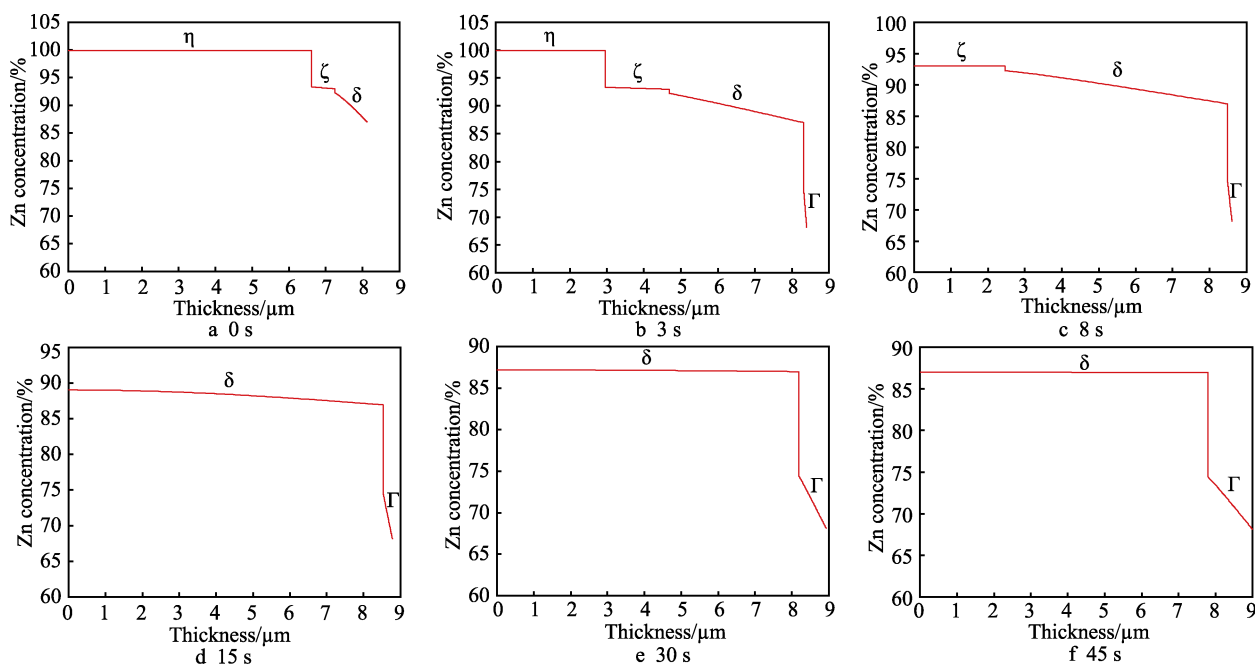 105
100
95
90
85
80
75
70
65
60
Zn concentration/%
η
ζ
δ
0 1 2 3 4 5 6 7 8 9
Thickness/μm
a 0 s
105
100
95
90
85
80
75
70
65
60
Zn concentration/%
η
ζ
δ
Γ
0 1 2 3 4 5 6 7 8 9
Thickness/μm
b 3 s
100
95
90
85
80
75
70
65
60
Zn concentration/%
ζ
δ
Γ
0 1 2 3 4 5 6 7 8 9
Thickness/μm
c 8 s
95
90
85
80
75
70
65
60
Zn concentration/%
δ
Γ
0 1 2 3 4 5 6 7 8 9
Thickness/μm
d 15 s
90
85
80
75
70
65
60
Zn concentration/%
δ
Γ
0 1 2 3 4 5 6 7 8 9
Thickness/μm
e 30 s
90
85
80
75
70
65
60
Zn concentration/%
δ
Γ
0 1 2 3 4 5 6 7 8 9
Thickness/μm
f 45 s